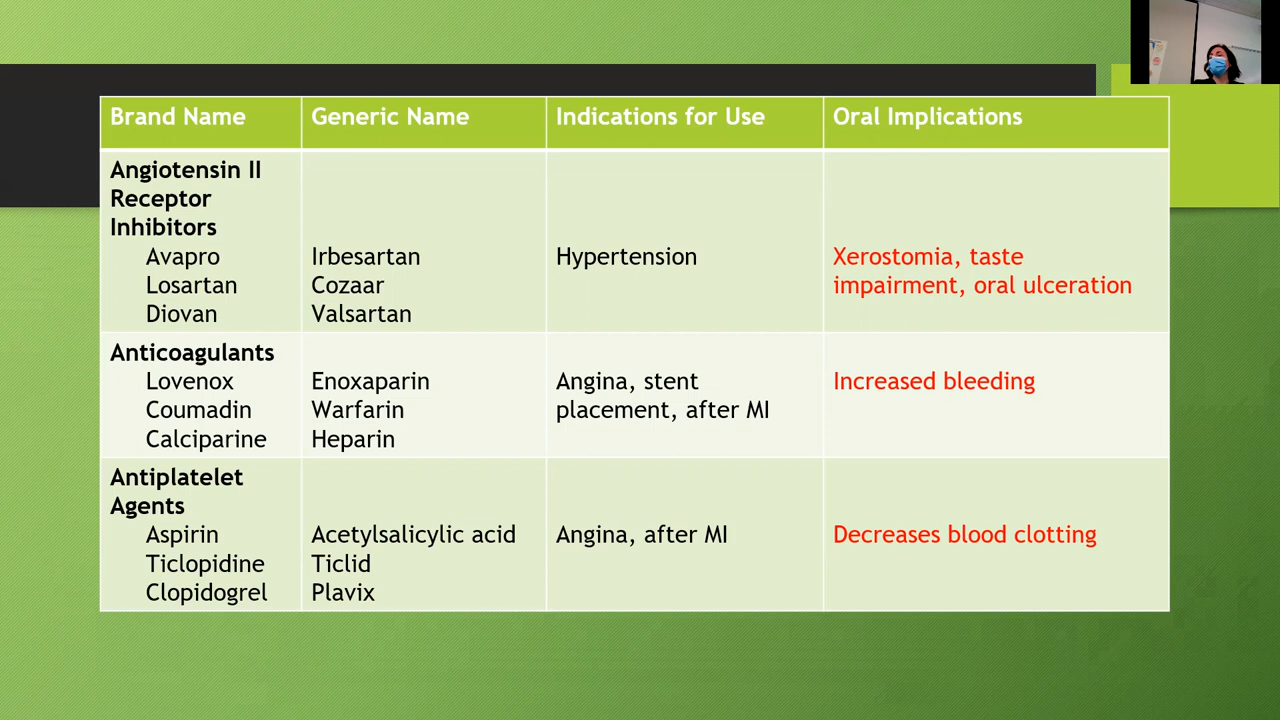 Brand Name
Generic Name
Indications for Use
Oral Implications
Angiotensin II
Receptor
Inhibitors
Avapro
Losartan
Diovan
Irbesartan
Cozaar
Valsartan
Hypertension
Xerostomia, taste
impairment, oral ulceration
Anticoagulants
Lovenox
Coumadin
Calciparine
Enoxaparin
Warfarin
Heparin
Angina, stent
placement, after MI
Increased bleeding
Antiplatelet
Agents
Aspirin
Ticlopidine
Clopidogrel
Acetylsalicylic acid
Ticlid
Plavix
Angina, after MI
Decreases blood clotting